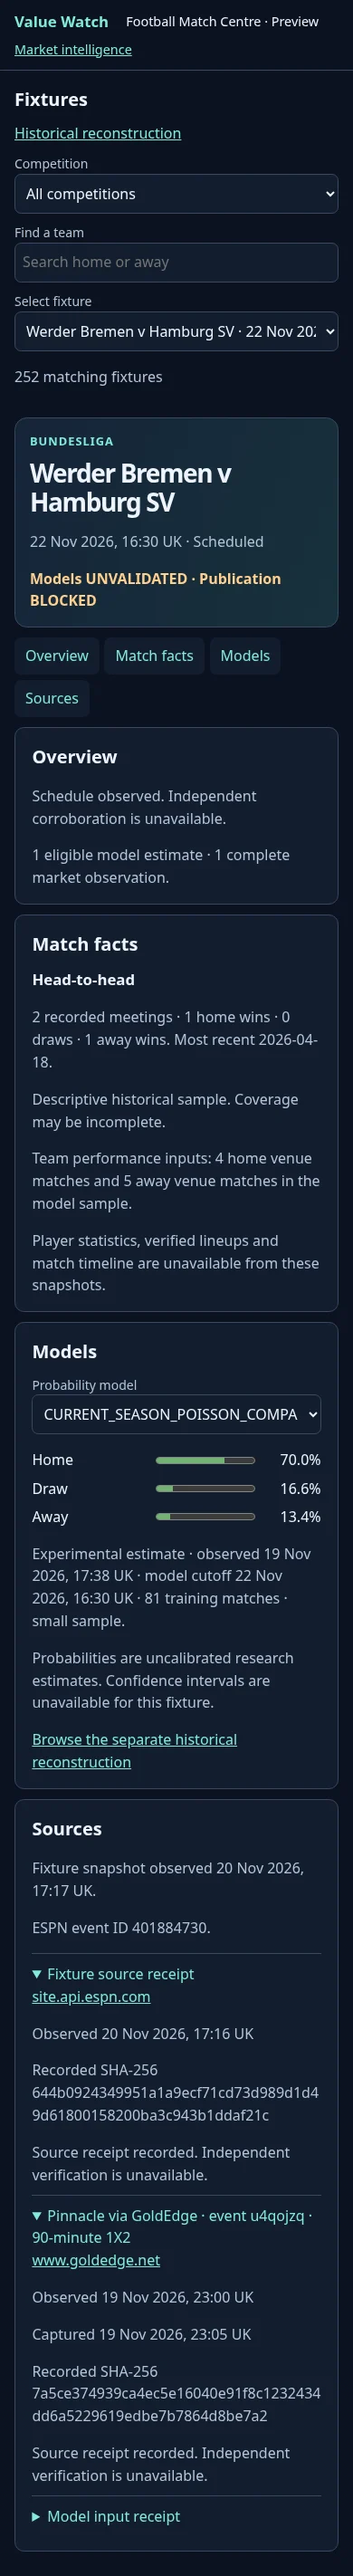 Value Watch Football Match Centre · Preview
Market intelligence
Fixtures
Historical reconstruction
Competition
All competitions
Find a team
Search home or away
Select fixture
Werder Bremen v Hamburg SV · 22 Nov 202
252 matching fixtures
BUNDESLIGA
Werder Bremen v
Hamburg SV
22 Nov 2026, 16:30 UK · Scheduled
Models UNVALIDATED · Publication
BLOCKED
Overview Match facts Models
Sources
Overview
Schedule observed. Independent
corroboration is unavailable.
1 eligible model estimate · 1 complete
market observation.
Match facts
Head-to-head
2 recorded meetings · 1 home wins · 0
draws · 1 away wins. Most recent 2026-04-
18.
Descriptive historical sample. Coverage
may be incomplete.
Team performance inputs: 4 home venue
matches and 5 away venue matches in the
model sample.
Player statistics, verified lineups and
match timeline are unavailable from these
snapshots.
Models
Probability model
CURRENT_SEASON_POISSON_COMPA
Home 70.0%
Draw 16.6%
Away 13.4%
Experimental estimate · observed 19 Nov
2026, 17:38 UK · model cutoff 22 Nov
2026, 16:30 UK · 81 training matches ·
small sample.
Probabilities are uncalibrated research
estimates. Confidence intervals are
unavailable for this fixture.
Browse the separate historical
reconstruction
Sources
Fixture snapshot observed 20 Nov 2026,
17:17 UK.
ESPN event ID 401884730.
▼ Fixture source receipt
site.api.espn.com
Observed 20 Nov 2026, 17:16 UK
Recorded SHA-256
644b0924349951a1a9ecf71cd73d989d1d4
9d61800158200ba3c943b1ddaf21c
Source receipt recorded. Independent
verification is unavailable.
▼ Pinnacle via GoldEdge · event u4qojzq ·
90-minute 1X2
www.goldedge.net
Observed 19 Nov 2026, 23:00 UK
Captured 19 Nov 2026, 23:05 UK
Recorded SHA-256
7a5ce374939ca4ec5e16040e91f8c1232434
dd6a5229619edbe7b7864d8be7a2
Source receipt recorded. Independent
verification is unavailable.
▶ Model input receipt